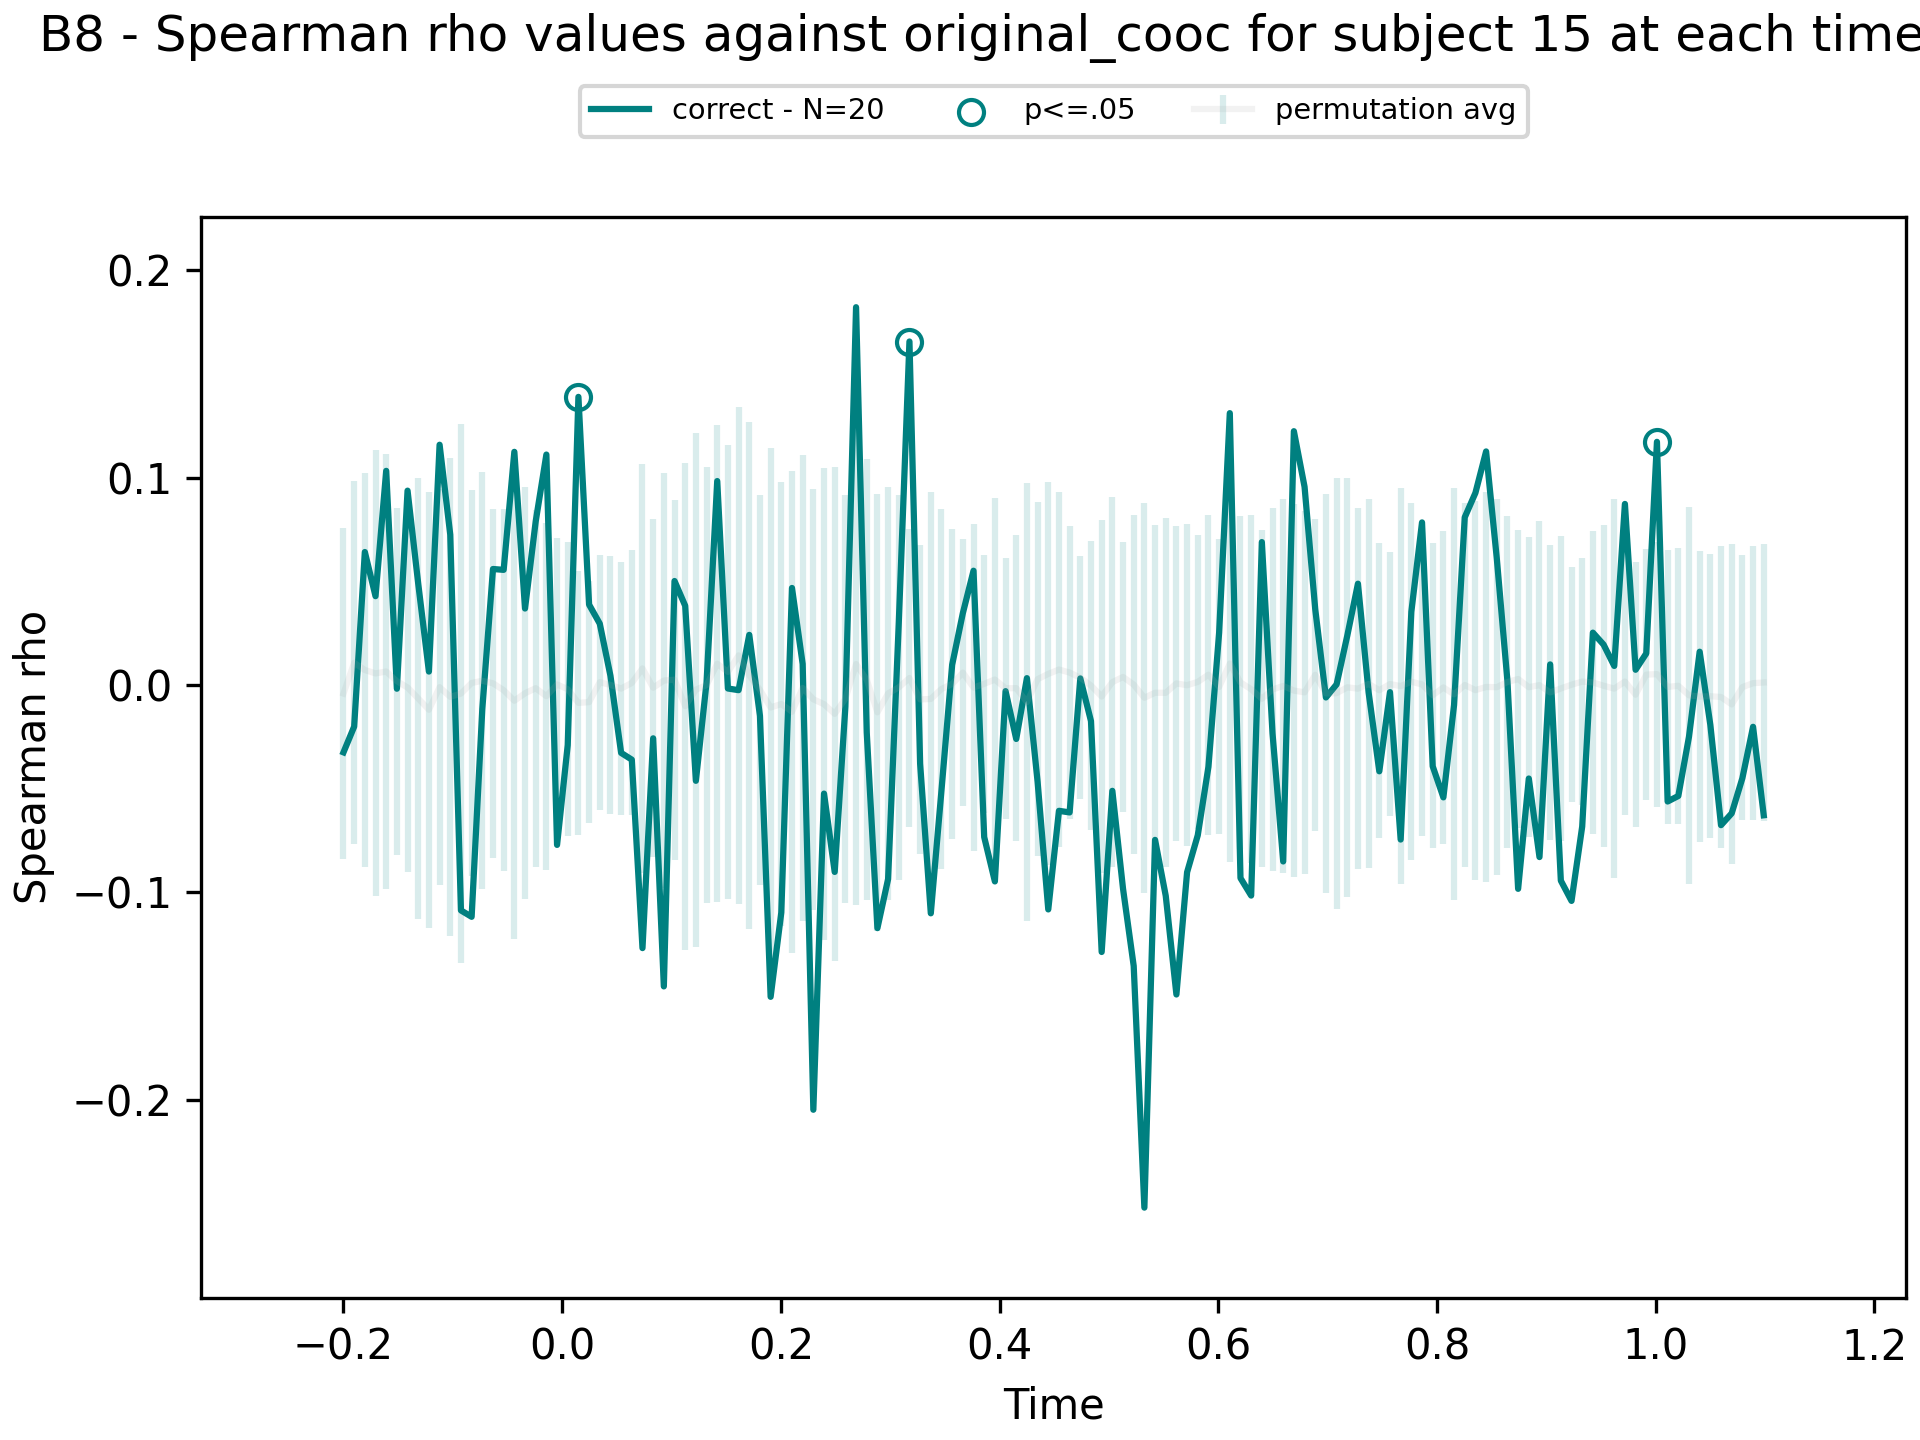 B8 - Spearman rho values against original_cooc for subject 15 at each time
correct - N=20 p<=.05 permutation avg
0.2
0.1
0.0
−0.1
−0.2
Spearman rho
−0.2 0.0 0.2 0.4 0.6 0.8 1.0 1.2
Time